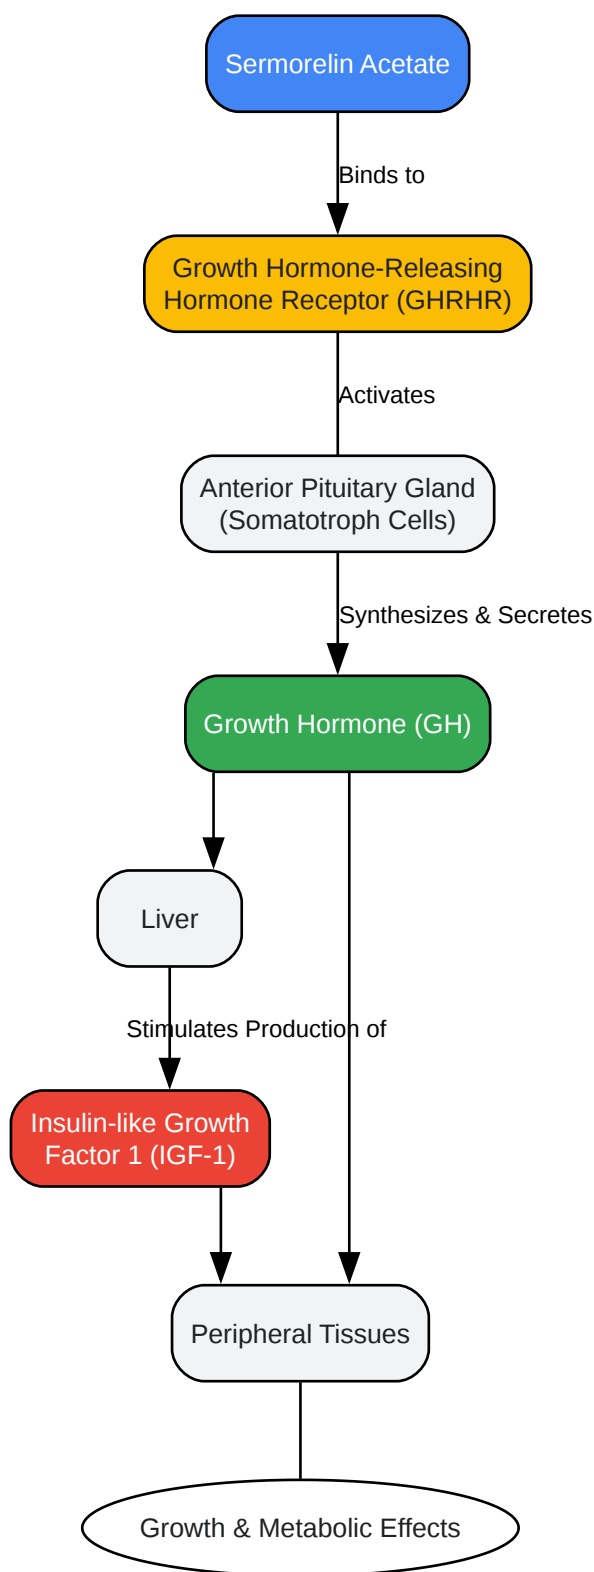 Sermorelin Acetate
Binds to
Growth Hormone-Releasing
Hormone Receptor (GHRHR)
Activates
Anterior Pituitary Gland
(Somatotroph Cells)
Synthesizes & Secretes
Growth Hormone (GH)
Liver
Stimulates Production of
Insulin-like Growth
Factor 1 (IGF-1)
Peripheral Tissues
Growth & Metabolic Effects